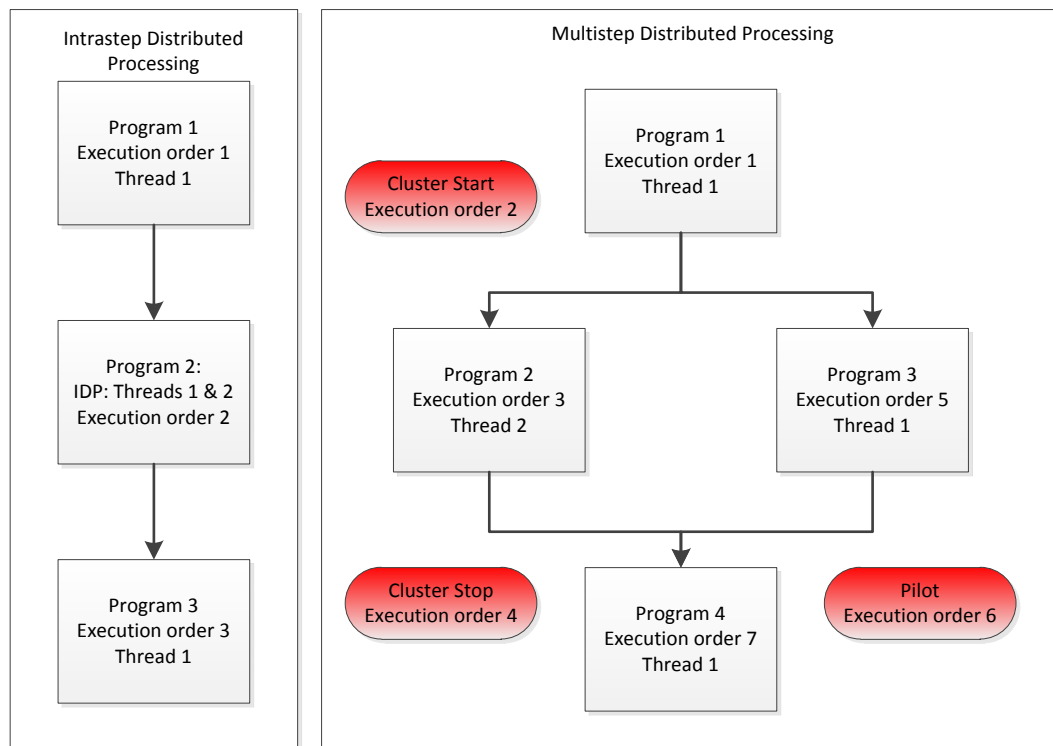 Intrastep Distributed
Processing
Program 1
Execution order 1
Thread 1
Program 2:
IDP: Threads 1 & 2
Execution order 2
Program 3
Execution order 3
Thread 1
Multistep Distributed Processing
Program 1
Execution order 1
Thread 1
Cluster Start
Execution order 2
Program 2
Execution order 3
Thread 2
Program 3
Execution order 5
Thread 1
Cluster Stop
Execution order 4
Program 4
Execution order 7
Thread 1
Pilot
Execution order 6